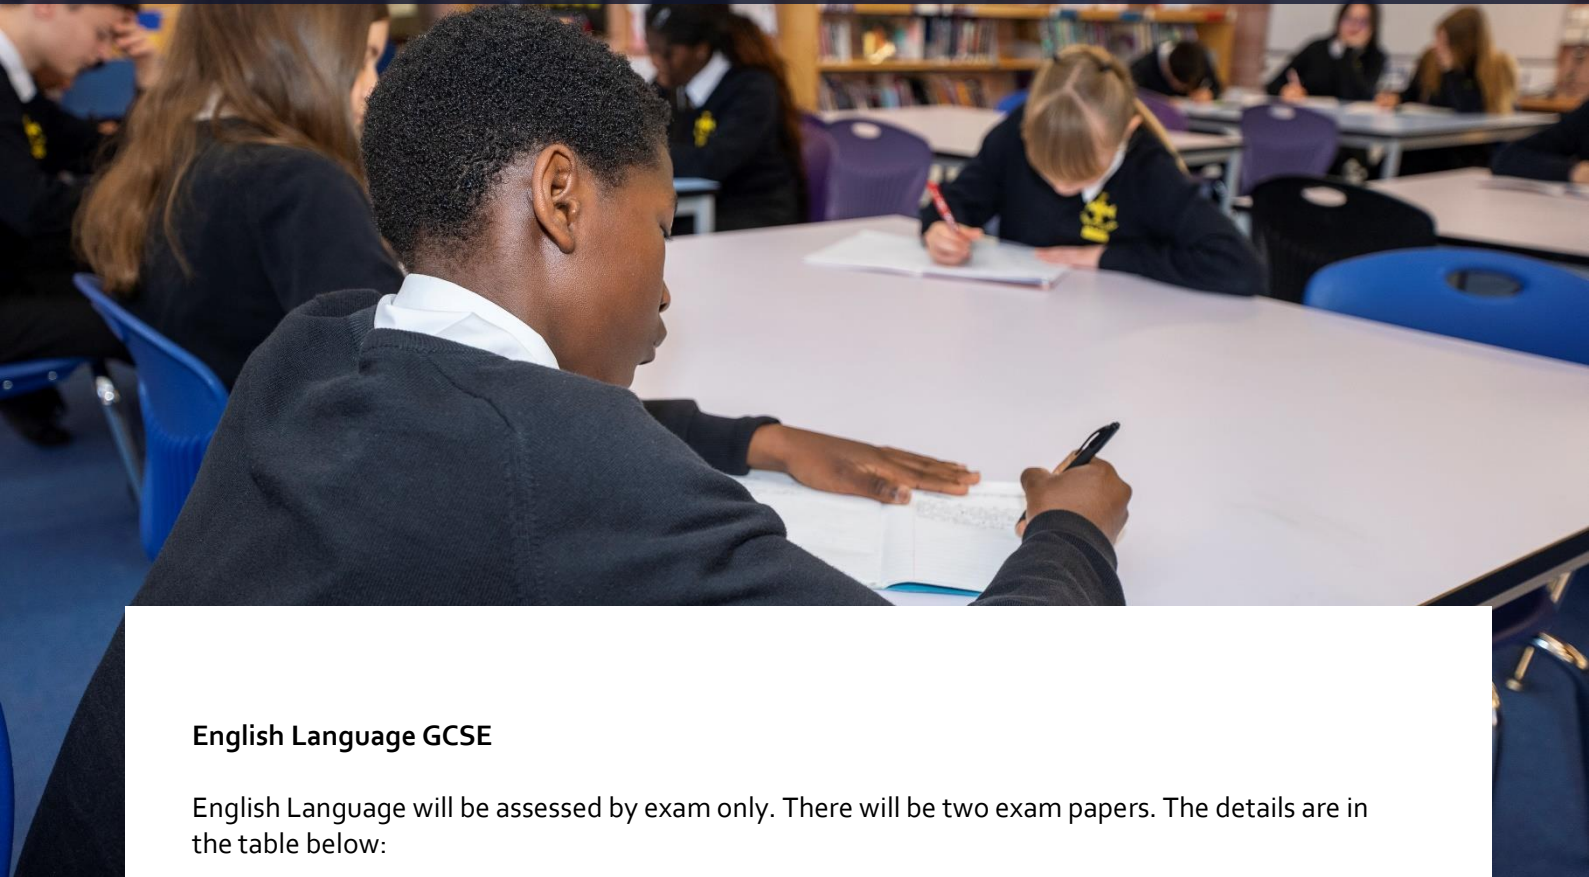 English Language GCSE
English Language will be assessed by exam only. There will be two exam papers. The details are in
the table below: